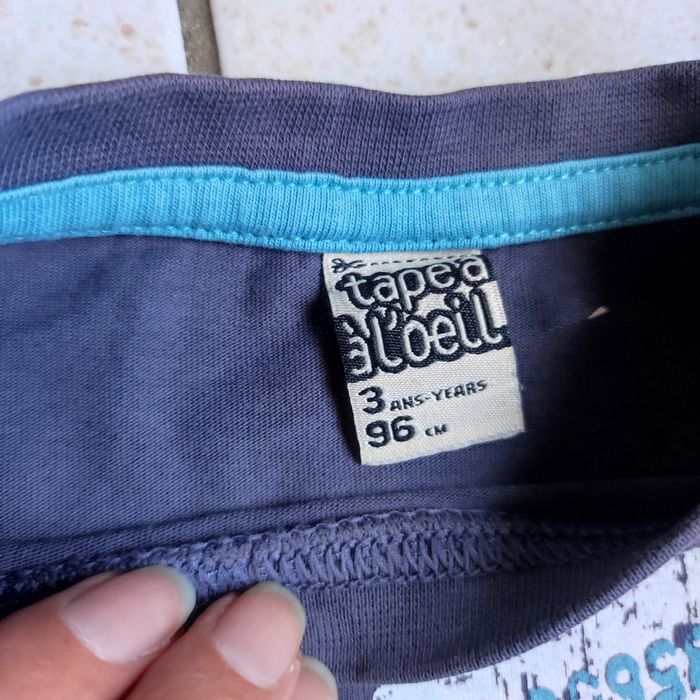 tape à
à l'oeil
3 ANS-YEARS
96 CM